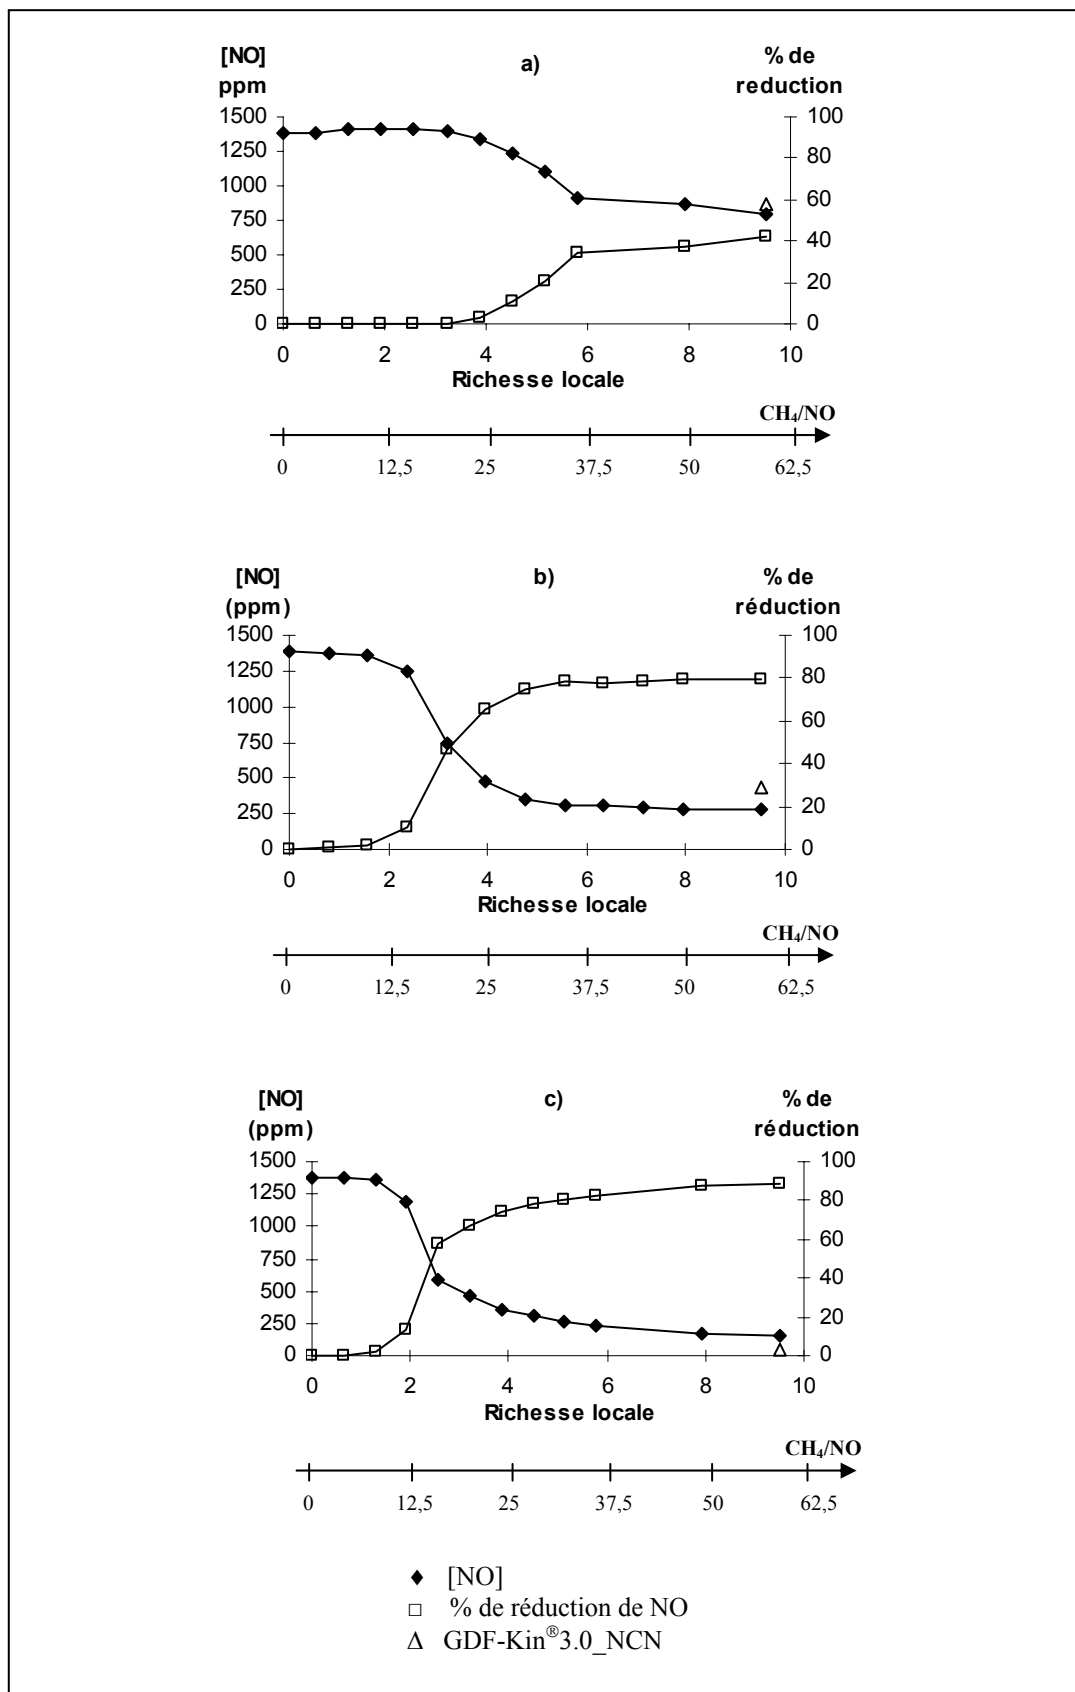 [NO] a) % de
ppm reduction
1500 100
1250 80
1000 60
750
500 40
250 20
0 0
0 2 4 6 8 10
Richesse locale
CH₄/NO
0 12,5 25 37,5 50 62,5
[NO] b) % de
(ppm) réduction
1500 100
1250 80
1000 60
750
500 40
250 20
0 0
0 2 4 6 8 10
Richesse locale
CH₄/NO
0 12,5 25 37,5 50 62,5
[NO] c) % de
(ppm) réduction
1500 100
1250 80
1000 60
750
500 40
250 20
0 0
0 2 4 6 8 10
Richesse locale
CH₄/NO
0 12,5 25 37,5 50 62,5
[NO]
% de réduction de NO
GDF-Kin®3.0_NCN